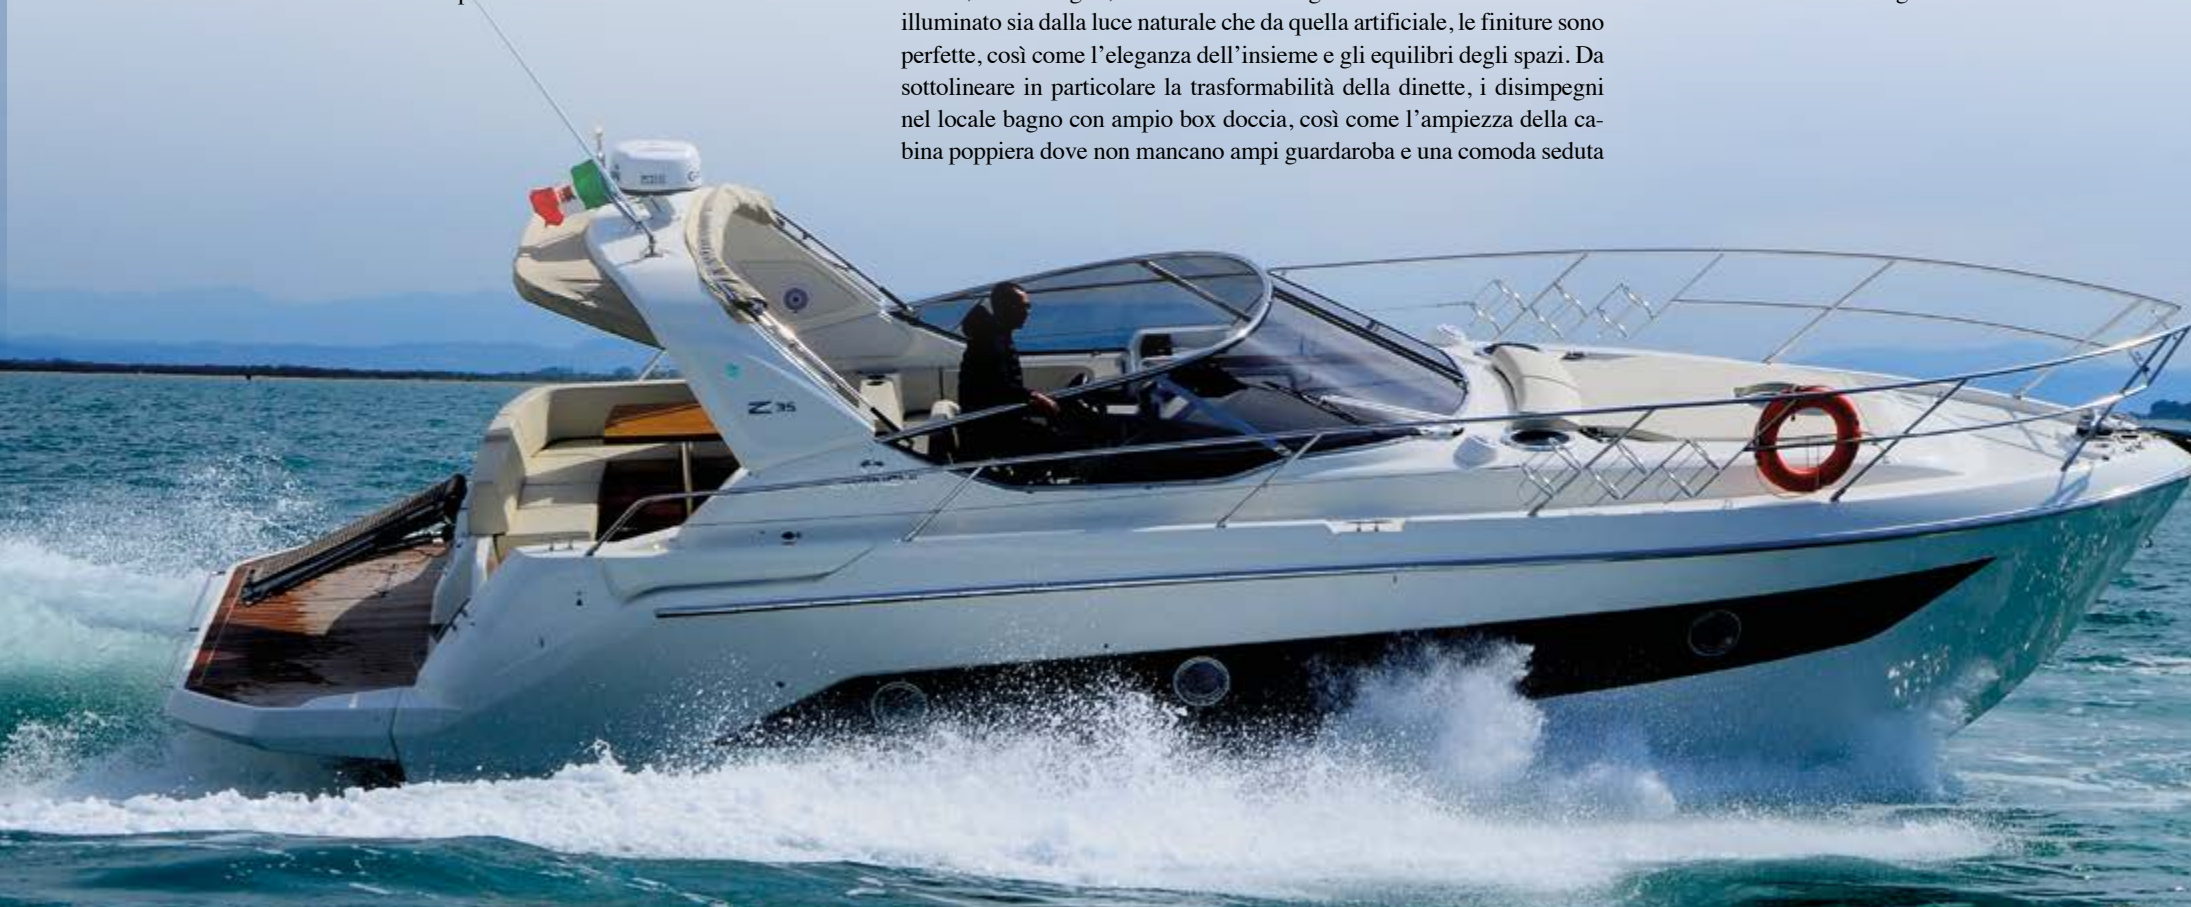 illuminato sia dalla luce naturale che da quella artificiale, le finiture sono
perfette, così come l’eleganza dell’insieme e gli equilibri degli spazi. Da
sottolineare in particolare la trasformabilità della dinette, i disimpegni
nel locale bagno con ampio box doccia, così come l’ampiezza della ca-
bina poppiera dove non mancano ampi guardaroba e una comoda seduta
Z 35